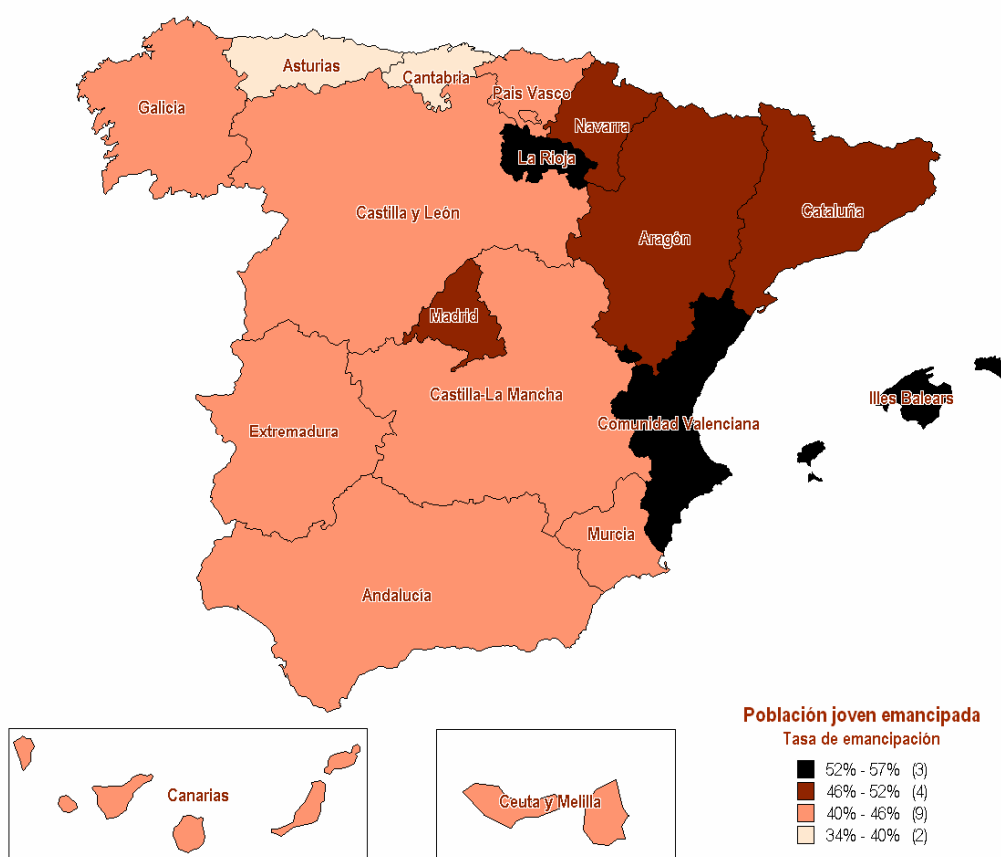 Asturias
Cantabria
Pais Vasco
Galicia
Navarra
La Rioja
Castilla y León
Cataluña
Aragón
Madrid
Castilla-La Mancha
Illes Balears
Comunidad Valenciana
Extremadura
Murcia
Andalucía
Canarias
Ceuta y Melilla
Población joven emancipada
Tasa de emancipación
52% - 57% (3)
46% - 52% (4)
40% - 46% (9)
34% - 40% (2)